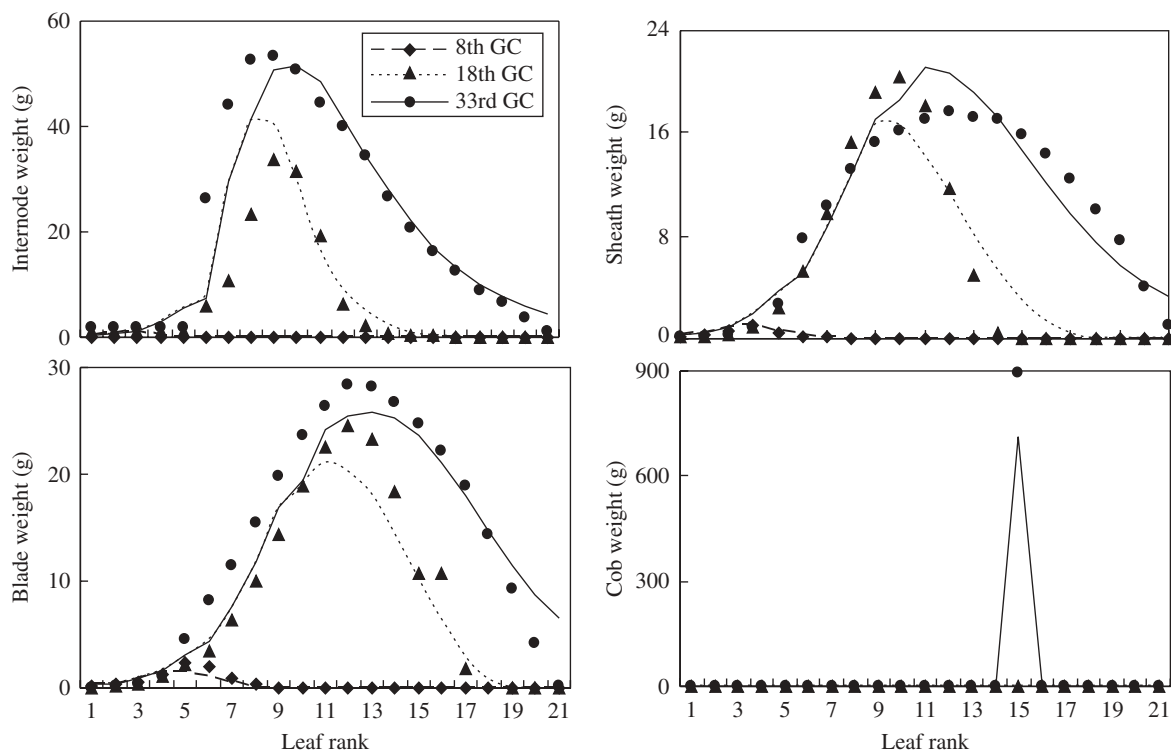 60
40
20
0
Internode weight (g)
8th GC
18th GC
33rd GC
24
16
8
0
Sheath weight (g)
30
20
10
0
Blade weight (g)
1 3 5 7 9 11 13 15 17 19 21
Leaf rank
900
600
300
0
Cob weight (g)
1 3 5 7 9 11 13 15 17 19 21
Leaf rank